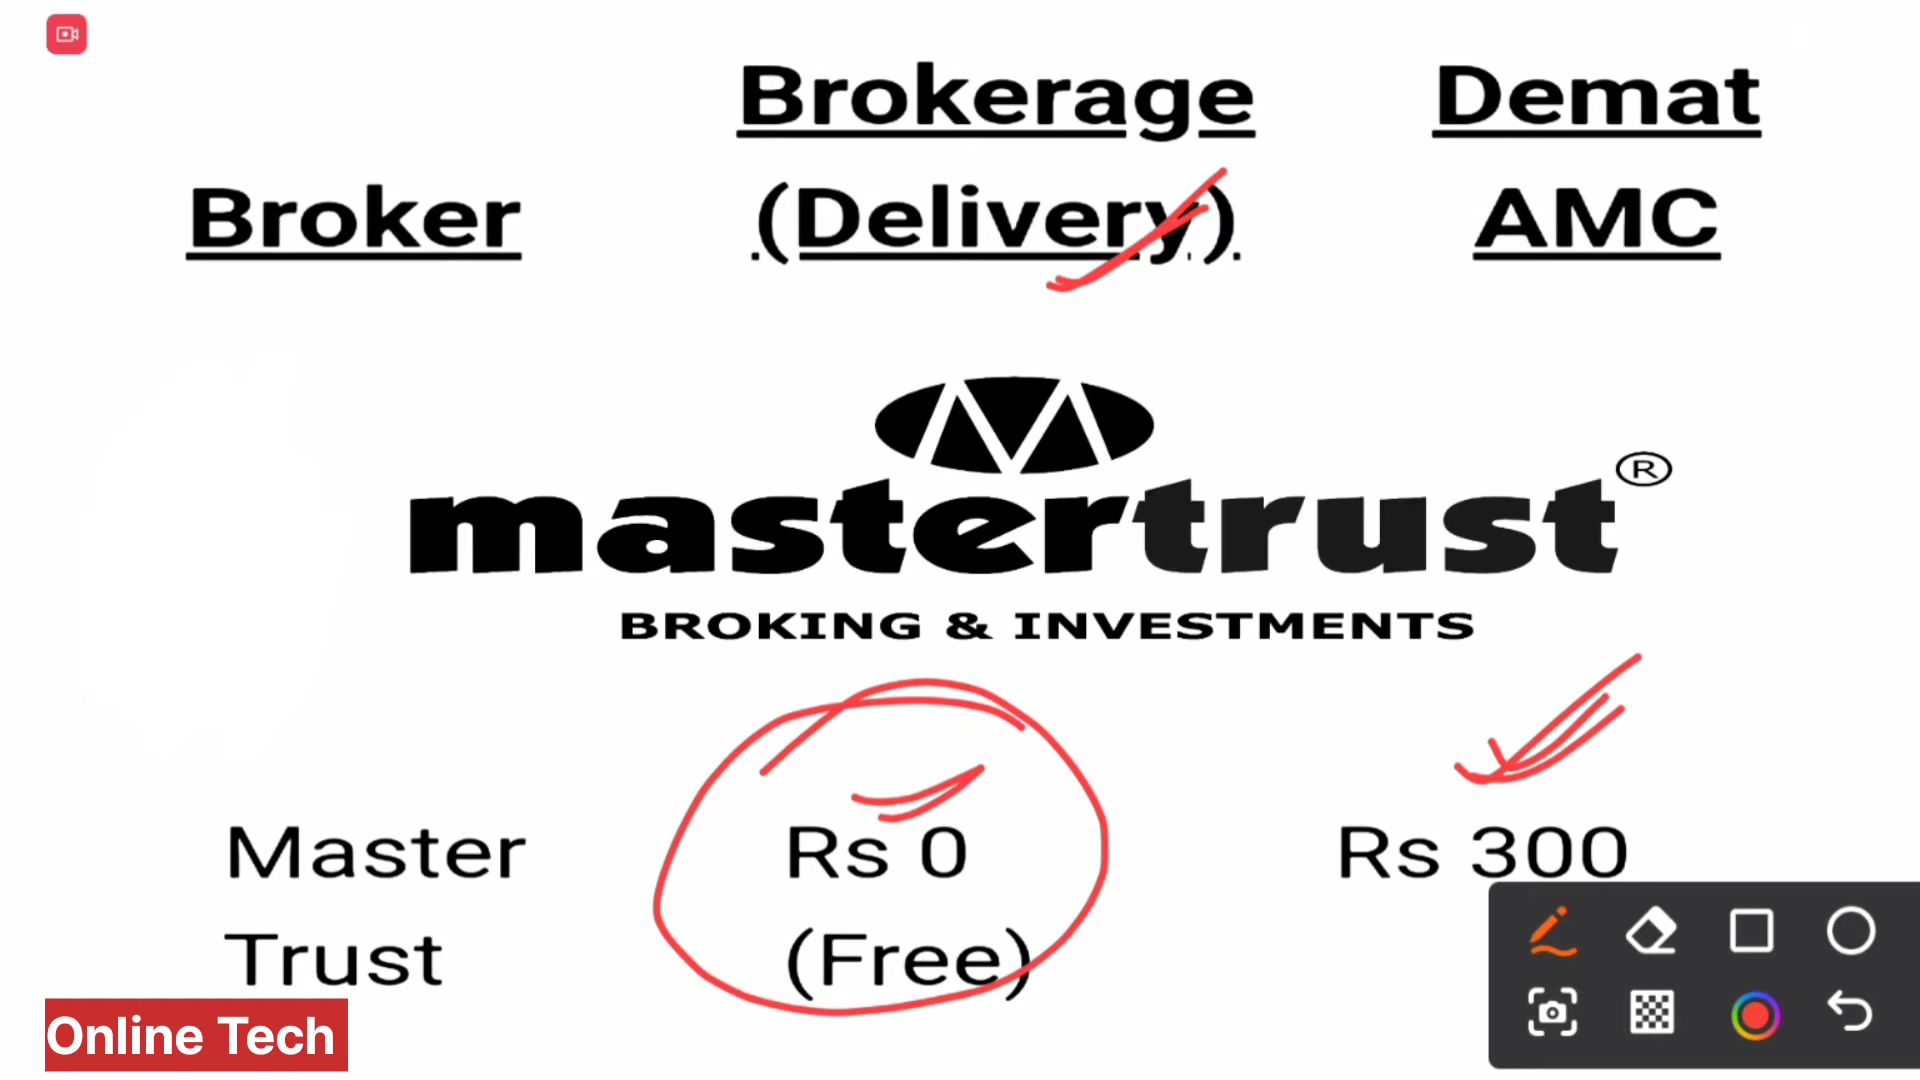 Brokerage
Demat
Broker
(Delivery)
AMC
mastertrust®
BROKING & INVESTMENTS
Master
Rs 0
Rs 300
Trust
(Free)
Online Tech